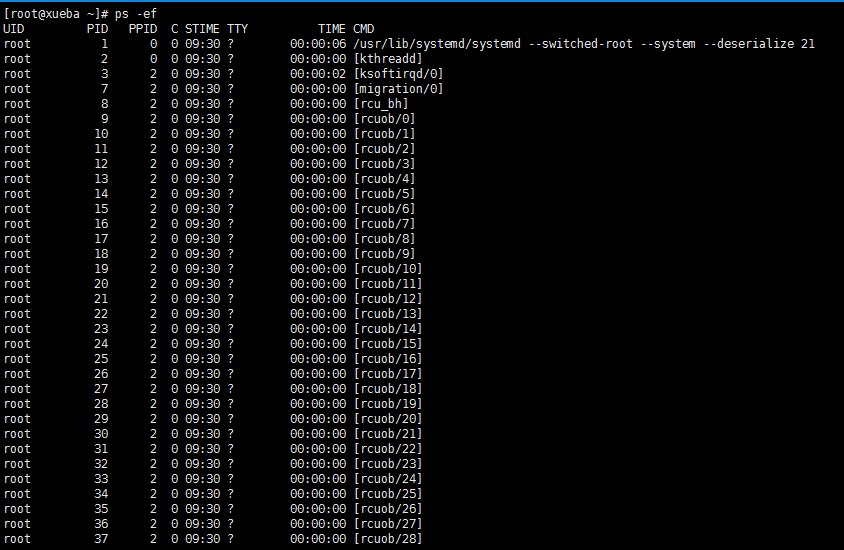 [root@xueba ~]# ps -ef
UID        PID  PPID  C STIME TTY          TIME CMD
root         1     0  0 09:30 ?        00:00:06 /usr/lib/systemd/systemd --switched-root --system --deserialize 21
root         2     0  0 09:30 ?        00:00:00 [kthreadd]
root         3     2  0 09:30 ?        00:00:02 [ksoftirqd/0]
root         7     2  0 09:30 ?        00:00:00 [migration/0]
root         8     2  0 09:30 ?        00:00:00 [rcu_bh]
root         9     2  0 09:30 ?        00:00:00 [rcuob/0]
root        10     2  0 09:30 ?        00:00:00 [rcuob/1]
root        11     2  0 09:30 ?        00:00:00 [rcuob/2]
root        12     2  0 09:30 ?        00:00:00 [rcuob/3]
root        13     2  0 09:30 ?        00:00:00 [rcuob/4]
root        14     2  0 09:30 ?        00:00:00 [rcuob/5]
root        15     2  0 09:30 ?        00:00:00 [rcuob/6]
root        16     2  0 09:30 ?        00:00:00 [rcuob/7]
root        17     2  0 09:30 ?        00:00:00 [rcuob/8]
root        18     2  0 09:30 ?        00:00:00 [rcuob/9]
root        19     2  0 09:30 ?        00:00:00 [rcuob/10]
root        20     2  0 09:30 ?        00:00:00 [rcuob/11]
root        21     2  0 09:30 ?        00:00:00 [rcuob/12]
root        22     2  0 09:30 ?        00:00:00 [rcuob/13]
root        23     2  0 09:30 ?        00:00:00 [rcuob/14]
root        24     2  0 09:30 ?        00:00:00 [rcuob/15]
root        25     2  0 09:30 ?        00:00:00 [rcuob/16]
root        26     2  0 09:30 ?        00:00:00 [rcuob/17]
root        27     2  0 09:30 ?        00:00:00 [rcuob/18]
root        28     2  0 09:30 ?        00:00:00 [rcuob/19]
root        29     2  0 09:30 ?        00:00:00 [rcuob/20]
root        30     2  0 09:30 ?        00:00:00 [rcuob/21]
root        31     2  0 09:30 ?        00:00:00 [rcuob/22]
root        32     2  0 09:30 ?        00:00:00 [rcuob/23]
root        33     2  0 09:30 ?        00:00:00 [rcuob/24]
root        34     2  0 09:30 ?        00:00:00 [rcuob/25]
root        35     2  0 09:30 ?        00:00:00 [rcuob/26]
root        36     2  0 09:30 ?        00:00:00 [rcuob/27]
root        37     2  0 09:30 ?        00:00:00 [rcuob/28]